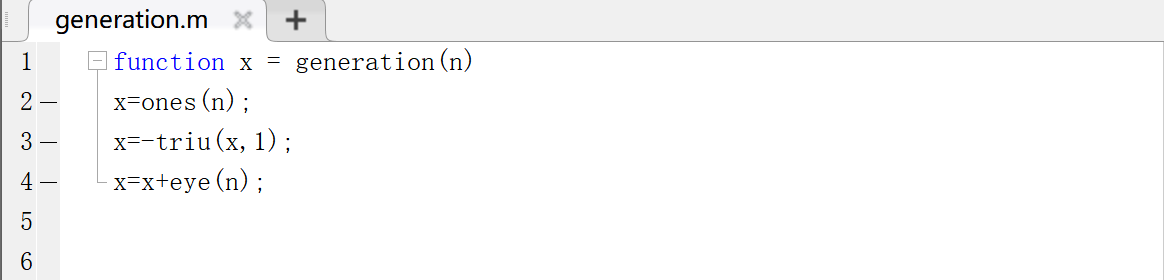 generation.m
1 function x = generation(n)
2 x=ones(n);
3 x=-triu(x,1);
4 x=x+eye(n);
5
6